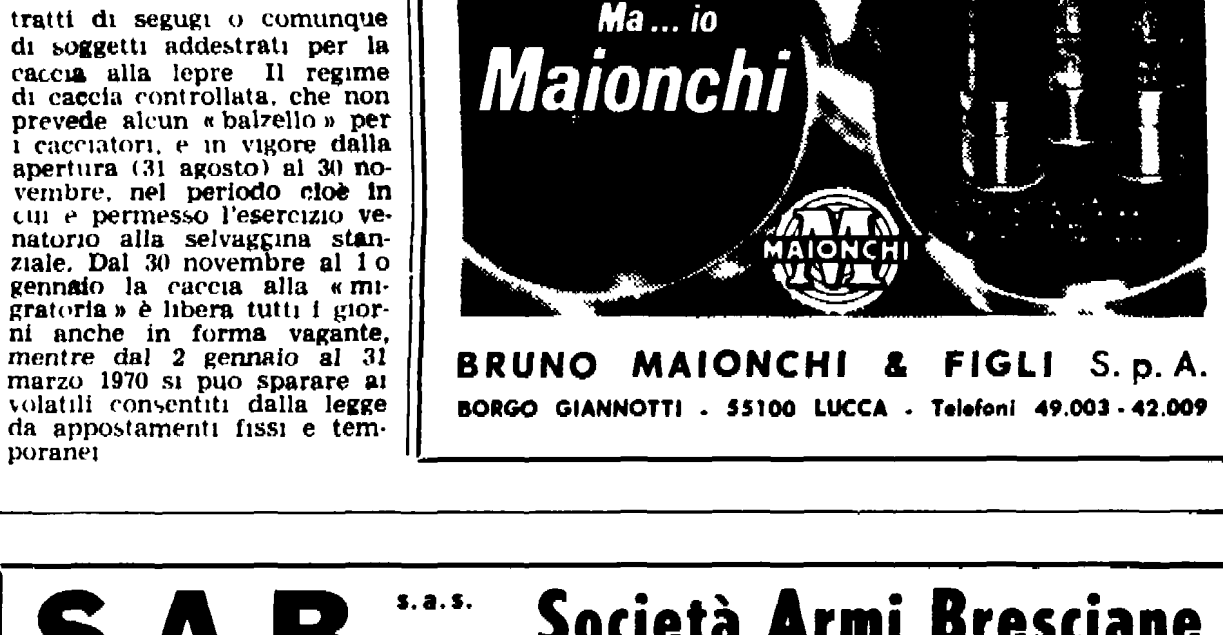 tratti di segugi o comunque
di soggetti addestrati per la
caccia alla lepre Il regime
di caccia controllata, che non
prevede alcun « balzello » per
i cacciatori, e in vigore dalla
apertura (31 agosto) al 30 no-
vembre, nel periodo cioè in
cui e permesso l'esercizio ve-
natorio alla selvaggina stan-
ziale. Dal 30 novembre al 1o
gennaio la caccia alla « mi-
gratoria » è libera tutti i gior-
ni anche in forma vagante,
mentre dal 2 gennaio al 31
marzo 1970 si puo sparare ai
volatili consentiti dalla legge
da appostamenti fissi e tem-
poranei
Ma... io
Maionchi
M
MAIONCHI
BRUNO MAIONCHI & FIGLI S. p. A.
BORGO GIANNOTTI - 55100 LUCCA - Telefoni 49.003 - 42.009
SAB s.a.s. Società Armi Bresciane